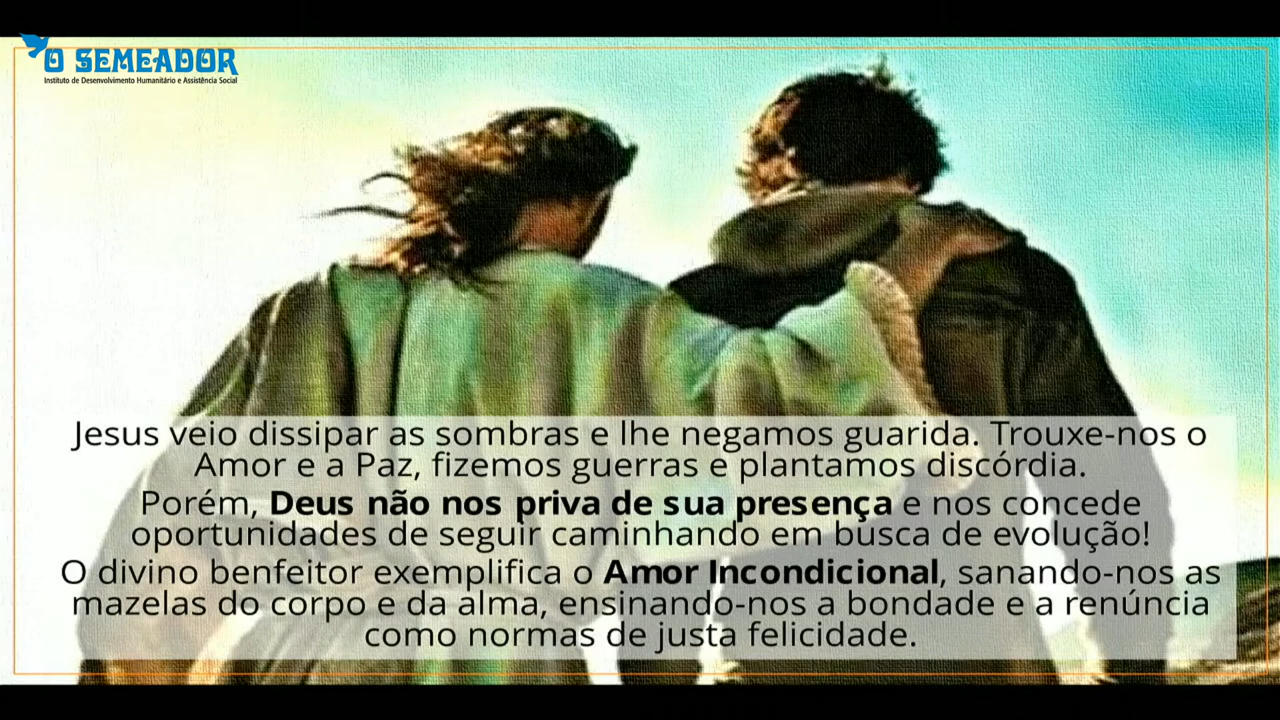 O SEMEADOR
Instituto de Desenvolvimento Humanitário e Assistência Social
Jesus veio dissipar as sombras e lhe negamos guarida. Trouxe-nos o
Amor e a Paz, fizemos guerras e plantamos discórdia.
Porém, Deus não nos priva de sua presença e nos concede
oportunidades de seguir caminhando em busca de evolução!
O divino benfeitor exemplifica o Amor Incondicional, sanando-nos as
mazelas do corpo e da alma, ensinando-nos a bondade e a renúncia
como normas de justa felicidade.